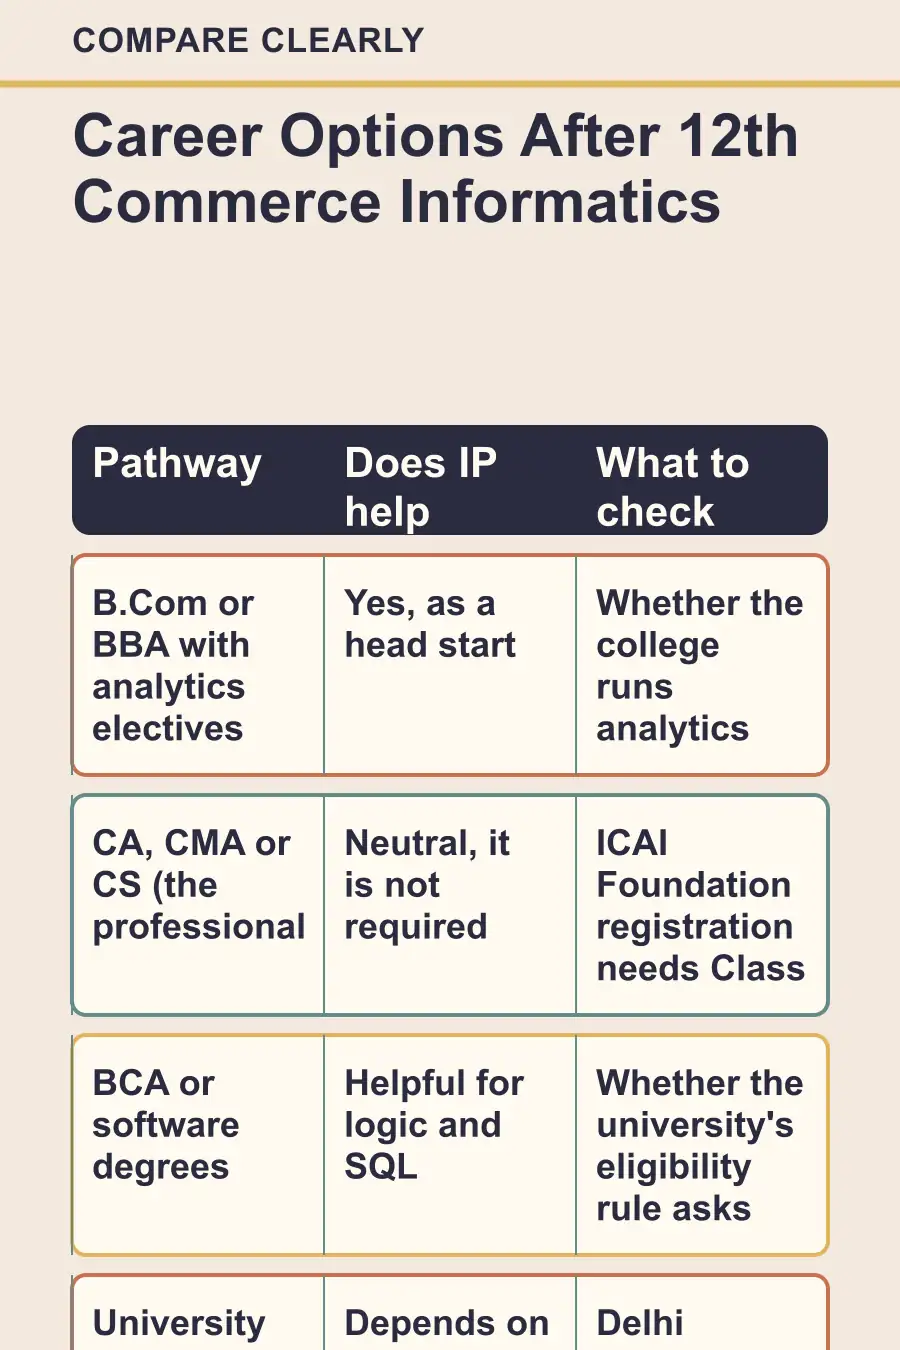 COMPARE CLEARLY
Career Options After 12th
Commerce Informatics
Pathway
Does IP
help
What to
check
B.Com or
BBA with
analytics
electives
Yes, as a
head start
Whether the
college
runs
analytics
CA, CMA or
CS (the
professional
Neutral, it
is not
required
ICAI
Foundation
registration
needs Class
BCA or
software
degrees
Helpful for
logic and
SQL
Whether the
university's
eligibility
rule asks
University
Depends on
Delhi